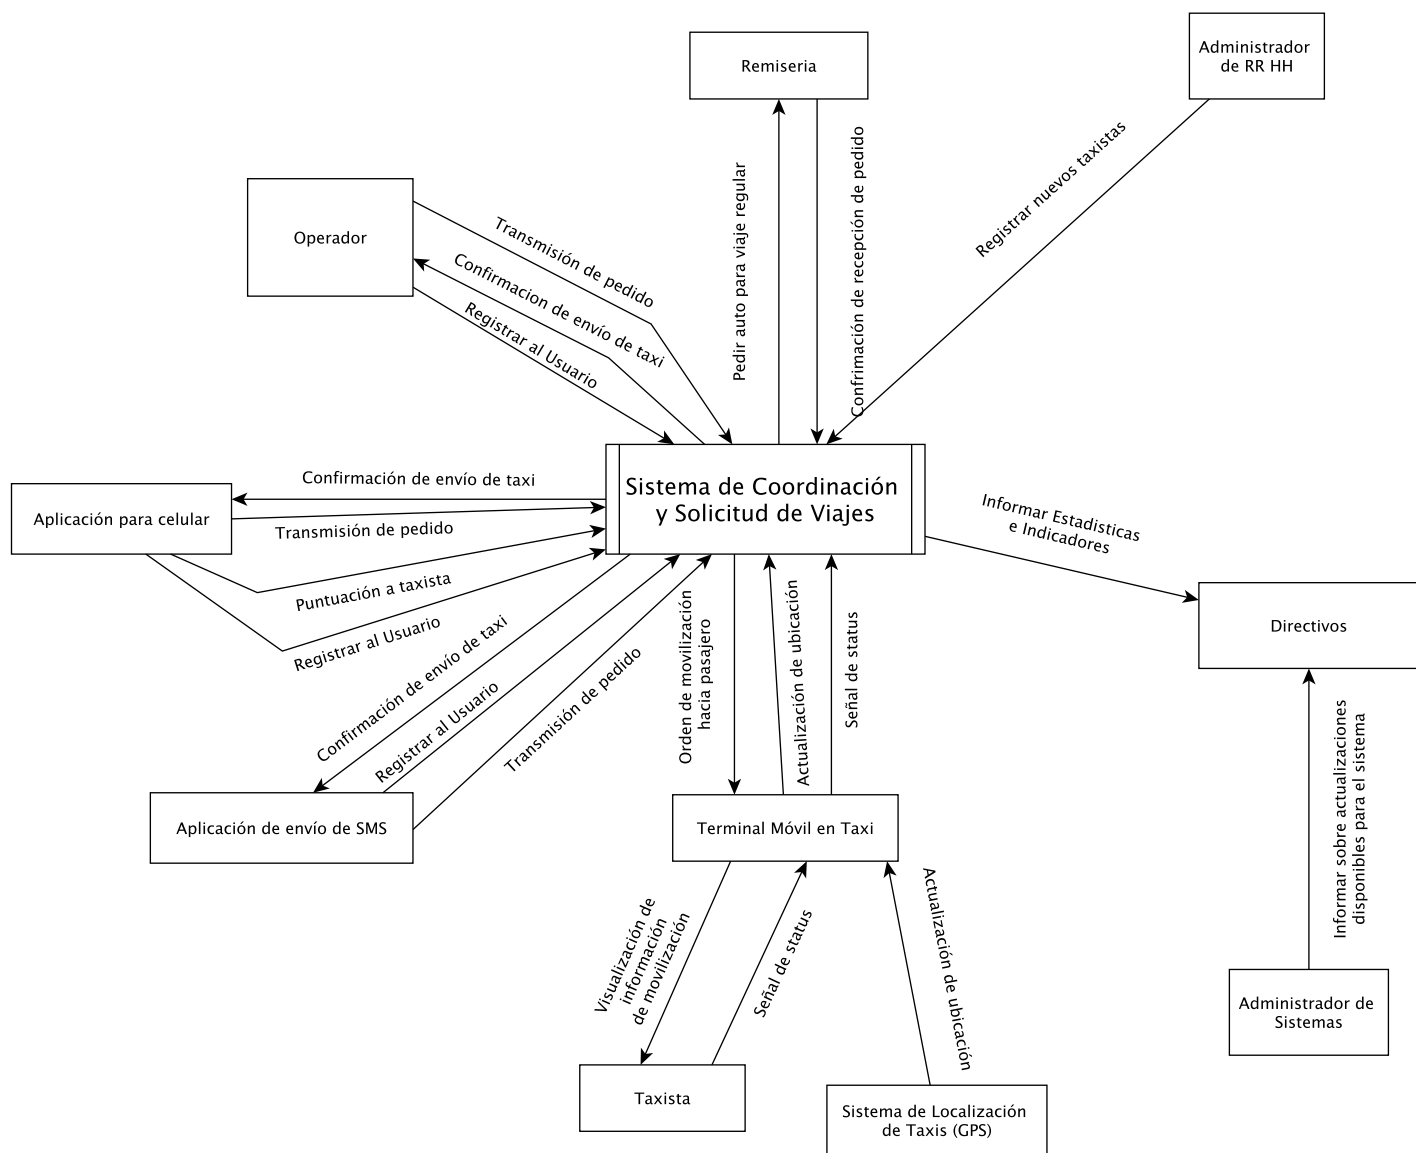 Remiseria
Administrador
de RR HH
Operador
Transmisión de pedido
Confirmacion de envío de taxi
Registrar al Usuario
Pedir auto para viaje regular
Confrimación de recepción de pedido
Registrar nuevos taxistas
Sistema de Coordinación
y Solicitud de Viajes
Aplicación para celular
Confirmación de envío de taxi
Transmisión de pedido
Puntuación a taxista
Registrar al Usuario
Informar Estadisticas
e Indicadores
Directivos
Confirmación de envío de taxi
Registrar al Usuario
Transmisión de pedido
Orden de movilización
hacia pasajero
Actualización de ubicación
Señal de status
Aplicación de envío de SMS
Terminal Móvil en Taxi
Informar sobre actualizaciones
disponibles para el sistema
Visualización de
información
de movilización
Señal de status
Actualización de ubicación
Administrador de
Sistemas
Taxista
Sistema de Localización
de Taxis (GPS)